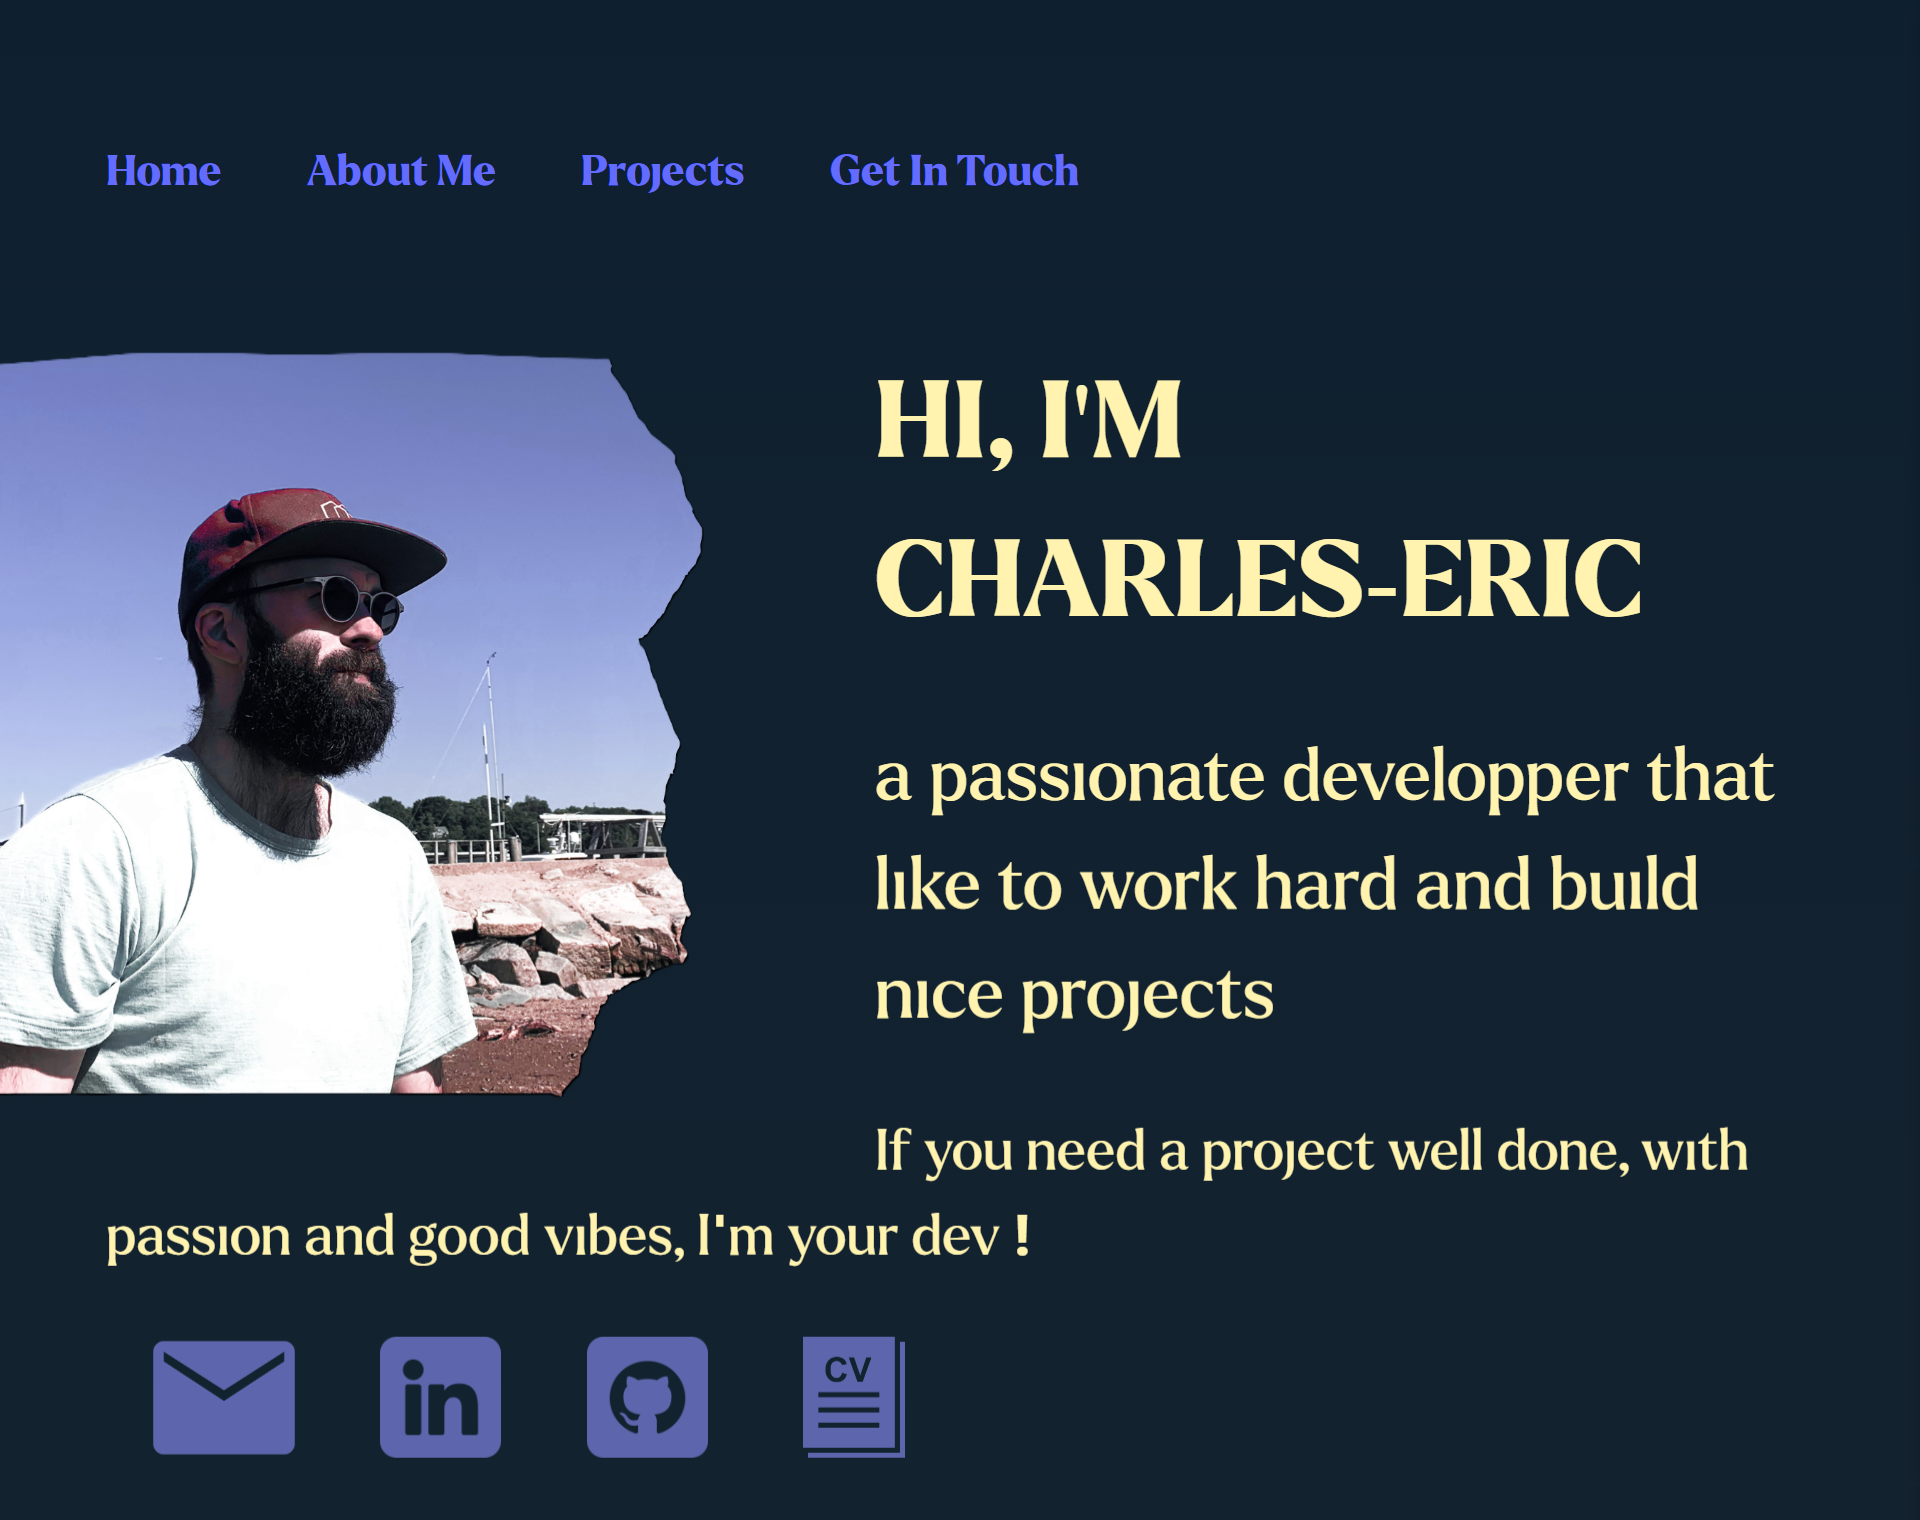 Home About Me Projects Get In Touch
HI, I'M
CHARLES-ERIC
a passionate developper that
like to work hard and build
nice projects
If you need a project well done, with
passion and good vibes, I'm your dev !
in
CV